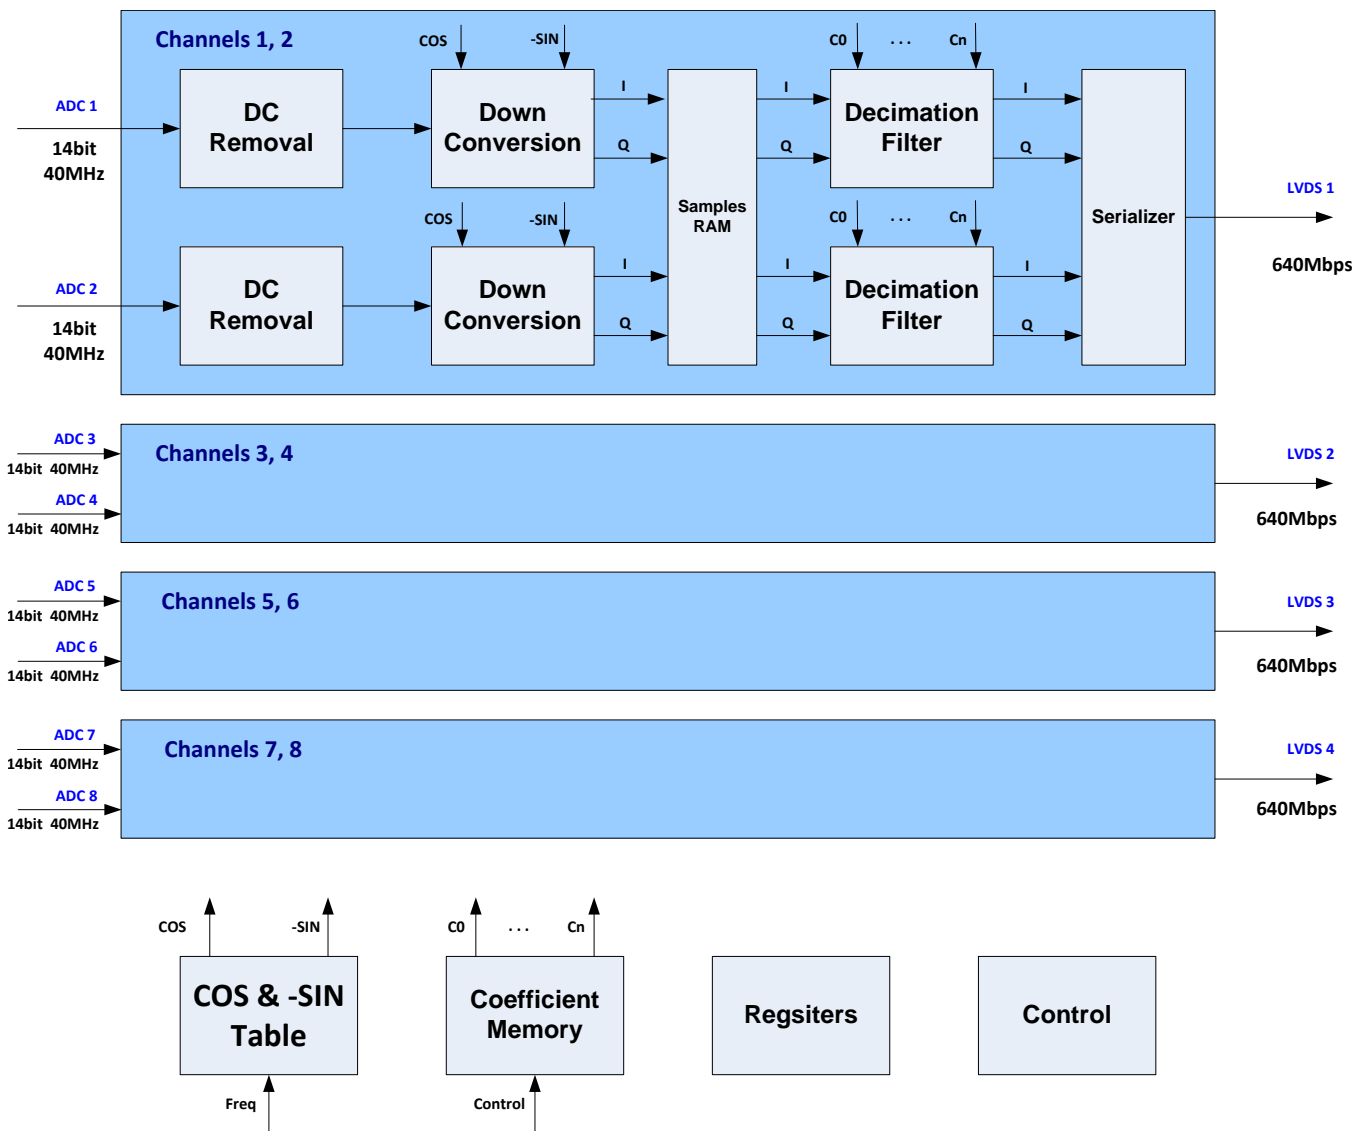 Channels 1, 2
COS
-SIN
C0
. . .
Cn
ADC 1
14bit
40MHz
DC
Removal
Down
Conversion
I
Q
I
Q
Decimation
Filter
I
Q
COS
-SIN
Samples
RAM
C0
. . .
Cn
Serializer
LVDS 1
640Mbps
ADC 2
14bit
40MHz
DC
Removal
Down
Conversion
I
Q
I
Q
Decimation
Filter
I
Q
ADC 3
14bit 40MHz
ADC 4
14bit 40MHz
Channels 3, 4
LVDS 2
640Mbps
ADC 5
14bit 40MHz
ADC 6
14bit 40MHz
Channels 5, 6
LVDS 3
640Mbps
ADC 7
14bit 40MHz
ADC 8
14bit 40MHz
Channels 7, 8
LVDS 4
640Mbps
COS
-SIN
C0
. . .
Cn
COS & -SIN
Table
Coefficient
Memory
Regsiters
Control
Freq
Control